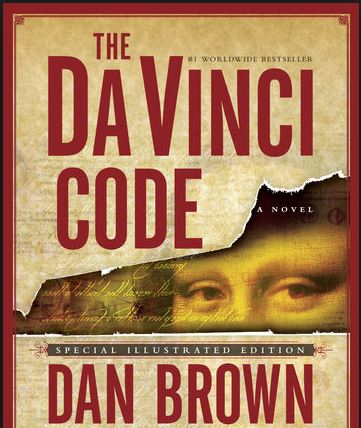 THE
#1 WORLDWIDE BESTSELLER
DA VINCI
CODE
A NOVEL
SPECIAL ILLUSTRATED EDITION
DAN BROWN